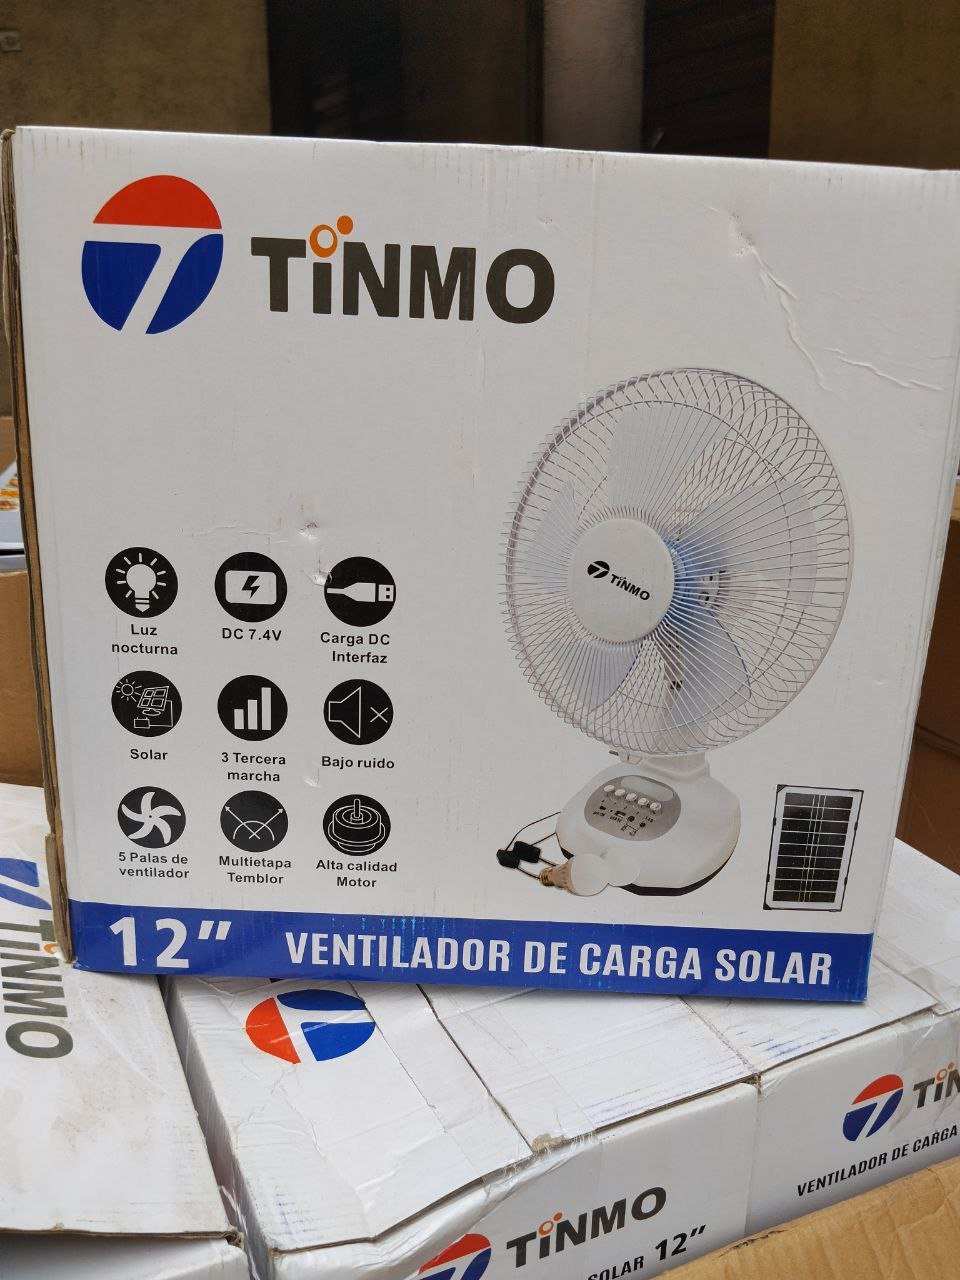 TiNMO
TiNMO
Luz
nocturna
DC 7.4V
Carga DC
Interfaz
Solar
3 Tercera
marcha
Bajo ruido
5 Palas de
ventilador
Multietapa
Temblor
Alta calidad
Motor
12" VENTILADOR DE CARGA SOLAR
TiNMO
TiN
VENTILADOR DE CARGA
TiNMO
SOLAR 12"